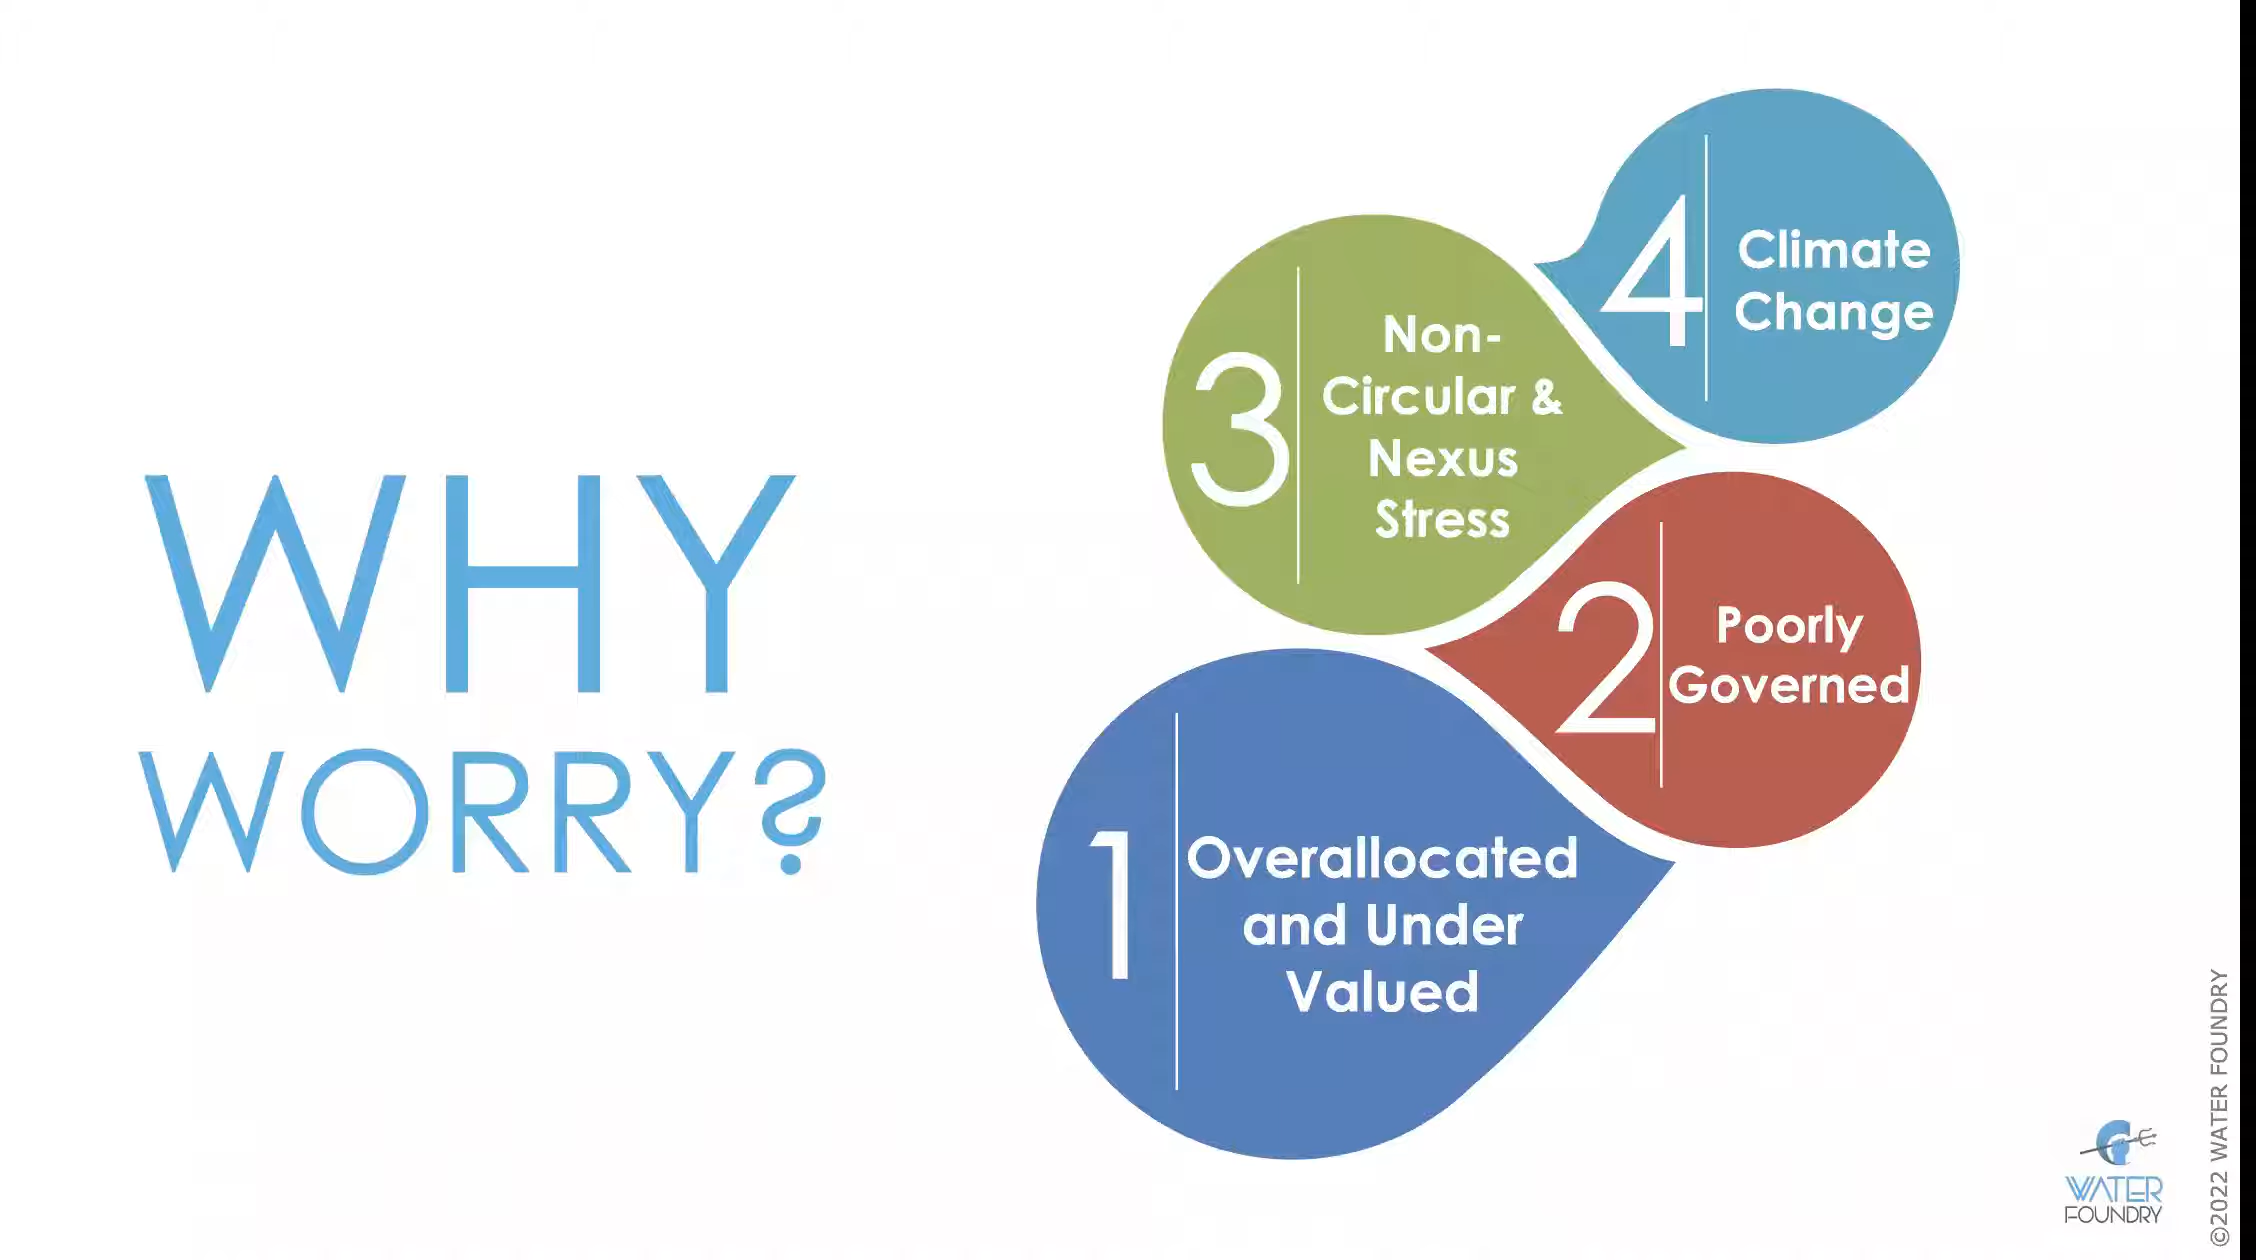 WHY
WORRY?
4
Climate
Change
3
Non-
Circular &
Nexus
Stress
2
Poorly
Governed
1
Overallocated
and Under
Valued
WATER
FOUNDRY
©2022 WATER FOUNDRY